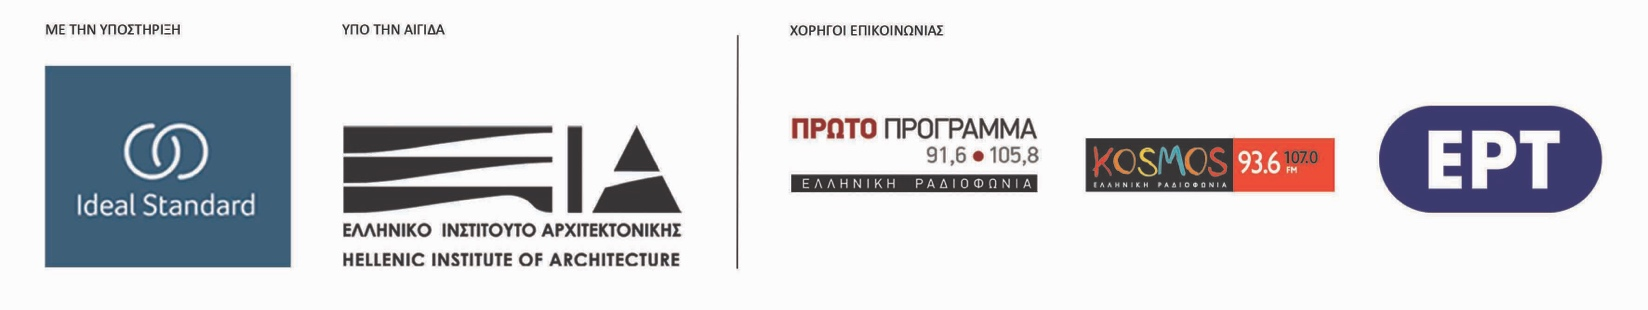 ΜΕ ΤΗΝ ΥΠΟΣΤΗΡΙΞΗ
Ideal Standard
ΥΠΟ ΤΗΝ ΑΙΓΙΔΑ
ΕΙΑ
ΕΛΛΗΝΙΚΟ ΙΝΣΤΙΤΟΥΤΟ ΑΡΧΙΤΕΚΤΟΝΙΚΗΣ
HELLENIC INSTITUTE OF ARCHITECTURE
ΧΟΡΗΓΟΙ ΕΠΙΚΟΙΝΩΝΙΑΣ
ΠΡΩΤΟ ΠΡΟΓΡΑΜΜΑ
91,6 • 105,8
ΕΛΛΗΝΙΚΗ ΡΑΔΙΟΦΩΝΙΑ
KOSMOS 93.6 107.0 FM
ΕΛΛΗΝΙΚΗ ΡΑΔΙΟΦΩΝΙΑ
ΕΡΤ